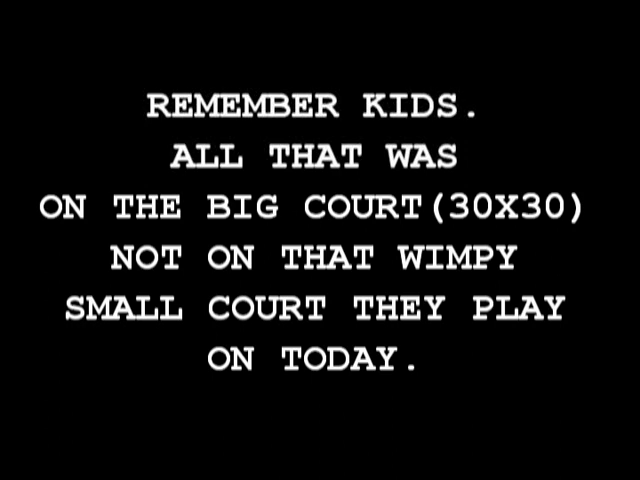 REMEMBER KIDS.
ALL THAT WAS
ON THE BIG COURT(30X30)
NOT ON THAT WIMPY
SMALL COURT THEY PLAY
ON TODAY.